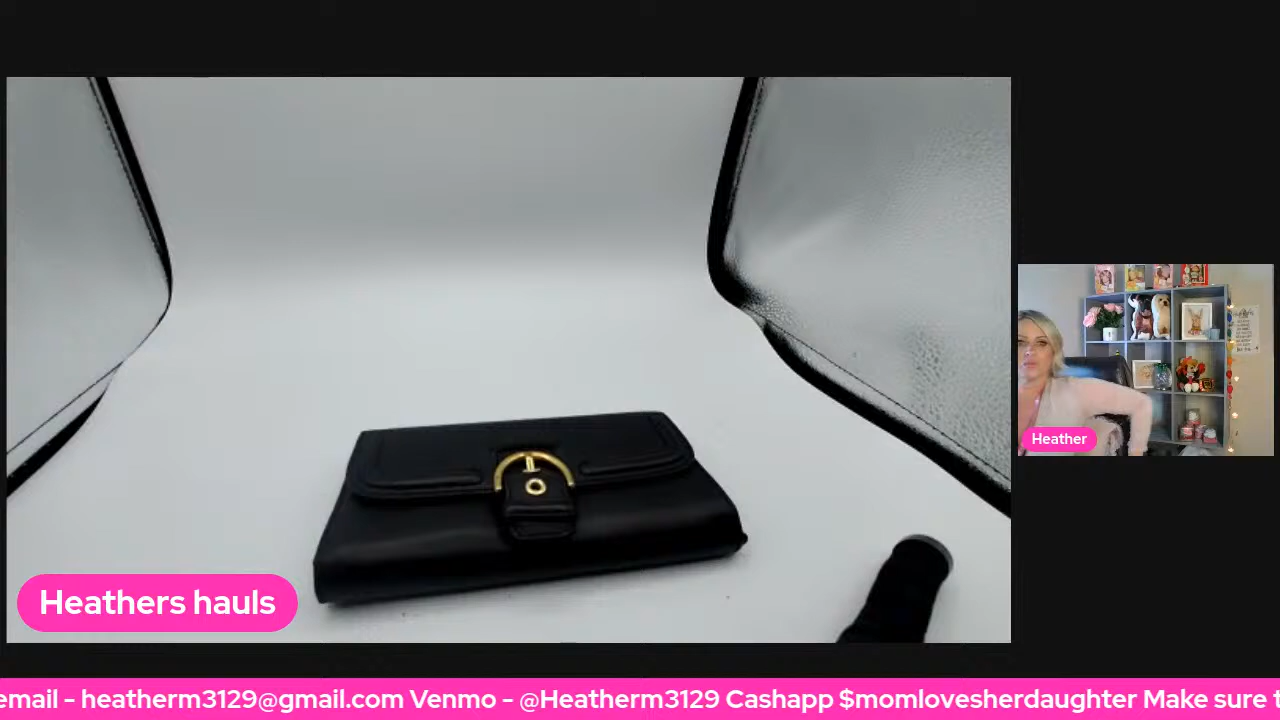 Heathers hauls
Heather
email - heatherm3129@gmail.com Venmo - @Heatherm3129 Cashapp $momlovesherdaughter Make sure